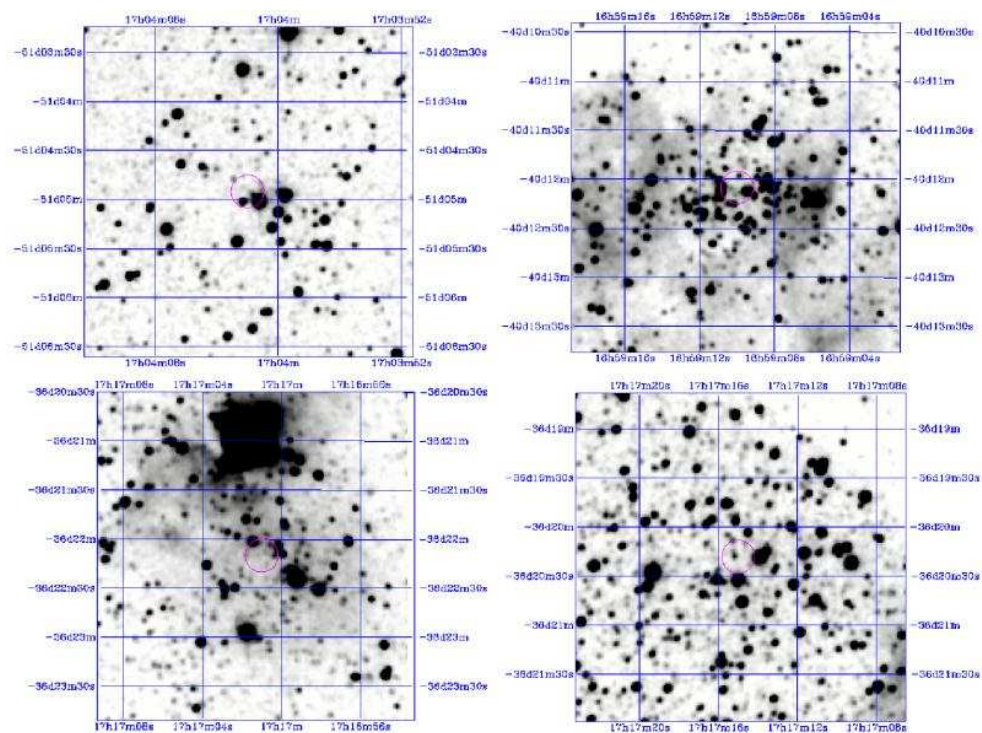 17h04m08s 17h04m 17h03m52s
-51d03m30s -51d03m30s
-51d04m -51d04m
-51d04m30s -51d04m30s
-51d05m -51d05m
-51d05m30s -51d05m30s
-51d06m -51d06m
-51d06m30s -51d06m30s
17h04m08s 17h04m 17h03m52s
16h59m16s 16h59m12s 16h59m08s 16h59m04s
-40d10m30s -40d10m30s
-40d11m -40d11m
-40d11m30s -40d11m30s
-40d12m -40d12m
-40d12m30s -40d12m30s
-40d13m -40d13m
-40d13m30s -40d13m30s
16h59m16s 16h59m12s 16h59m08s 16h59m04s
17h17m08s 17h17m04s 17h17m 17h16m56s
-36d20m30s -36d20m30s
-36d21m -36d21m
-36d21m30s -36d21m30s
-36d22m -36d22m
-36d22m30s -36d22m30s
-36d23m -36d23m
-36d23m30s -36d23m30s
17h17m08s 17h17m04s 17h17m 17h16m56s
17h17m20s 17h17m16s 17h17m12s 17h17m08s
-36d19m -36d19m
-36d19m30s -36d19m30s
-36d20m -36d20m
-36d20m30s -36d20m30s
-36d21m -36d21m
-36d21m30s -36d21m30s
17h17m20s 17h17m16s 17h17m12s 17h17m08s